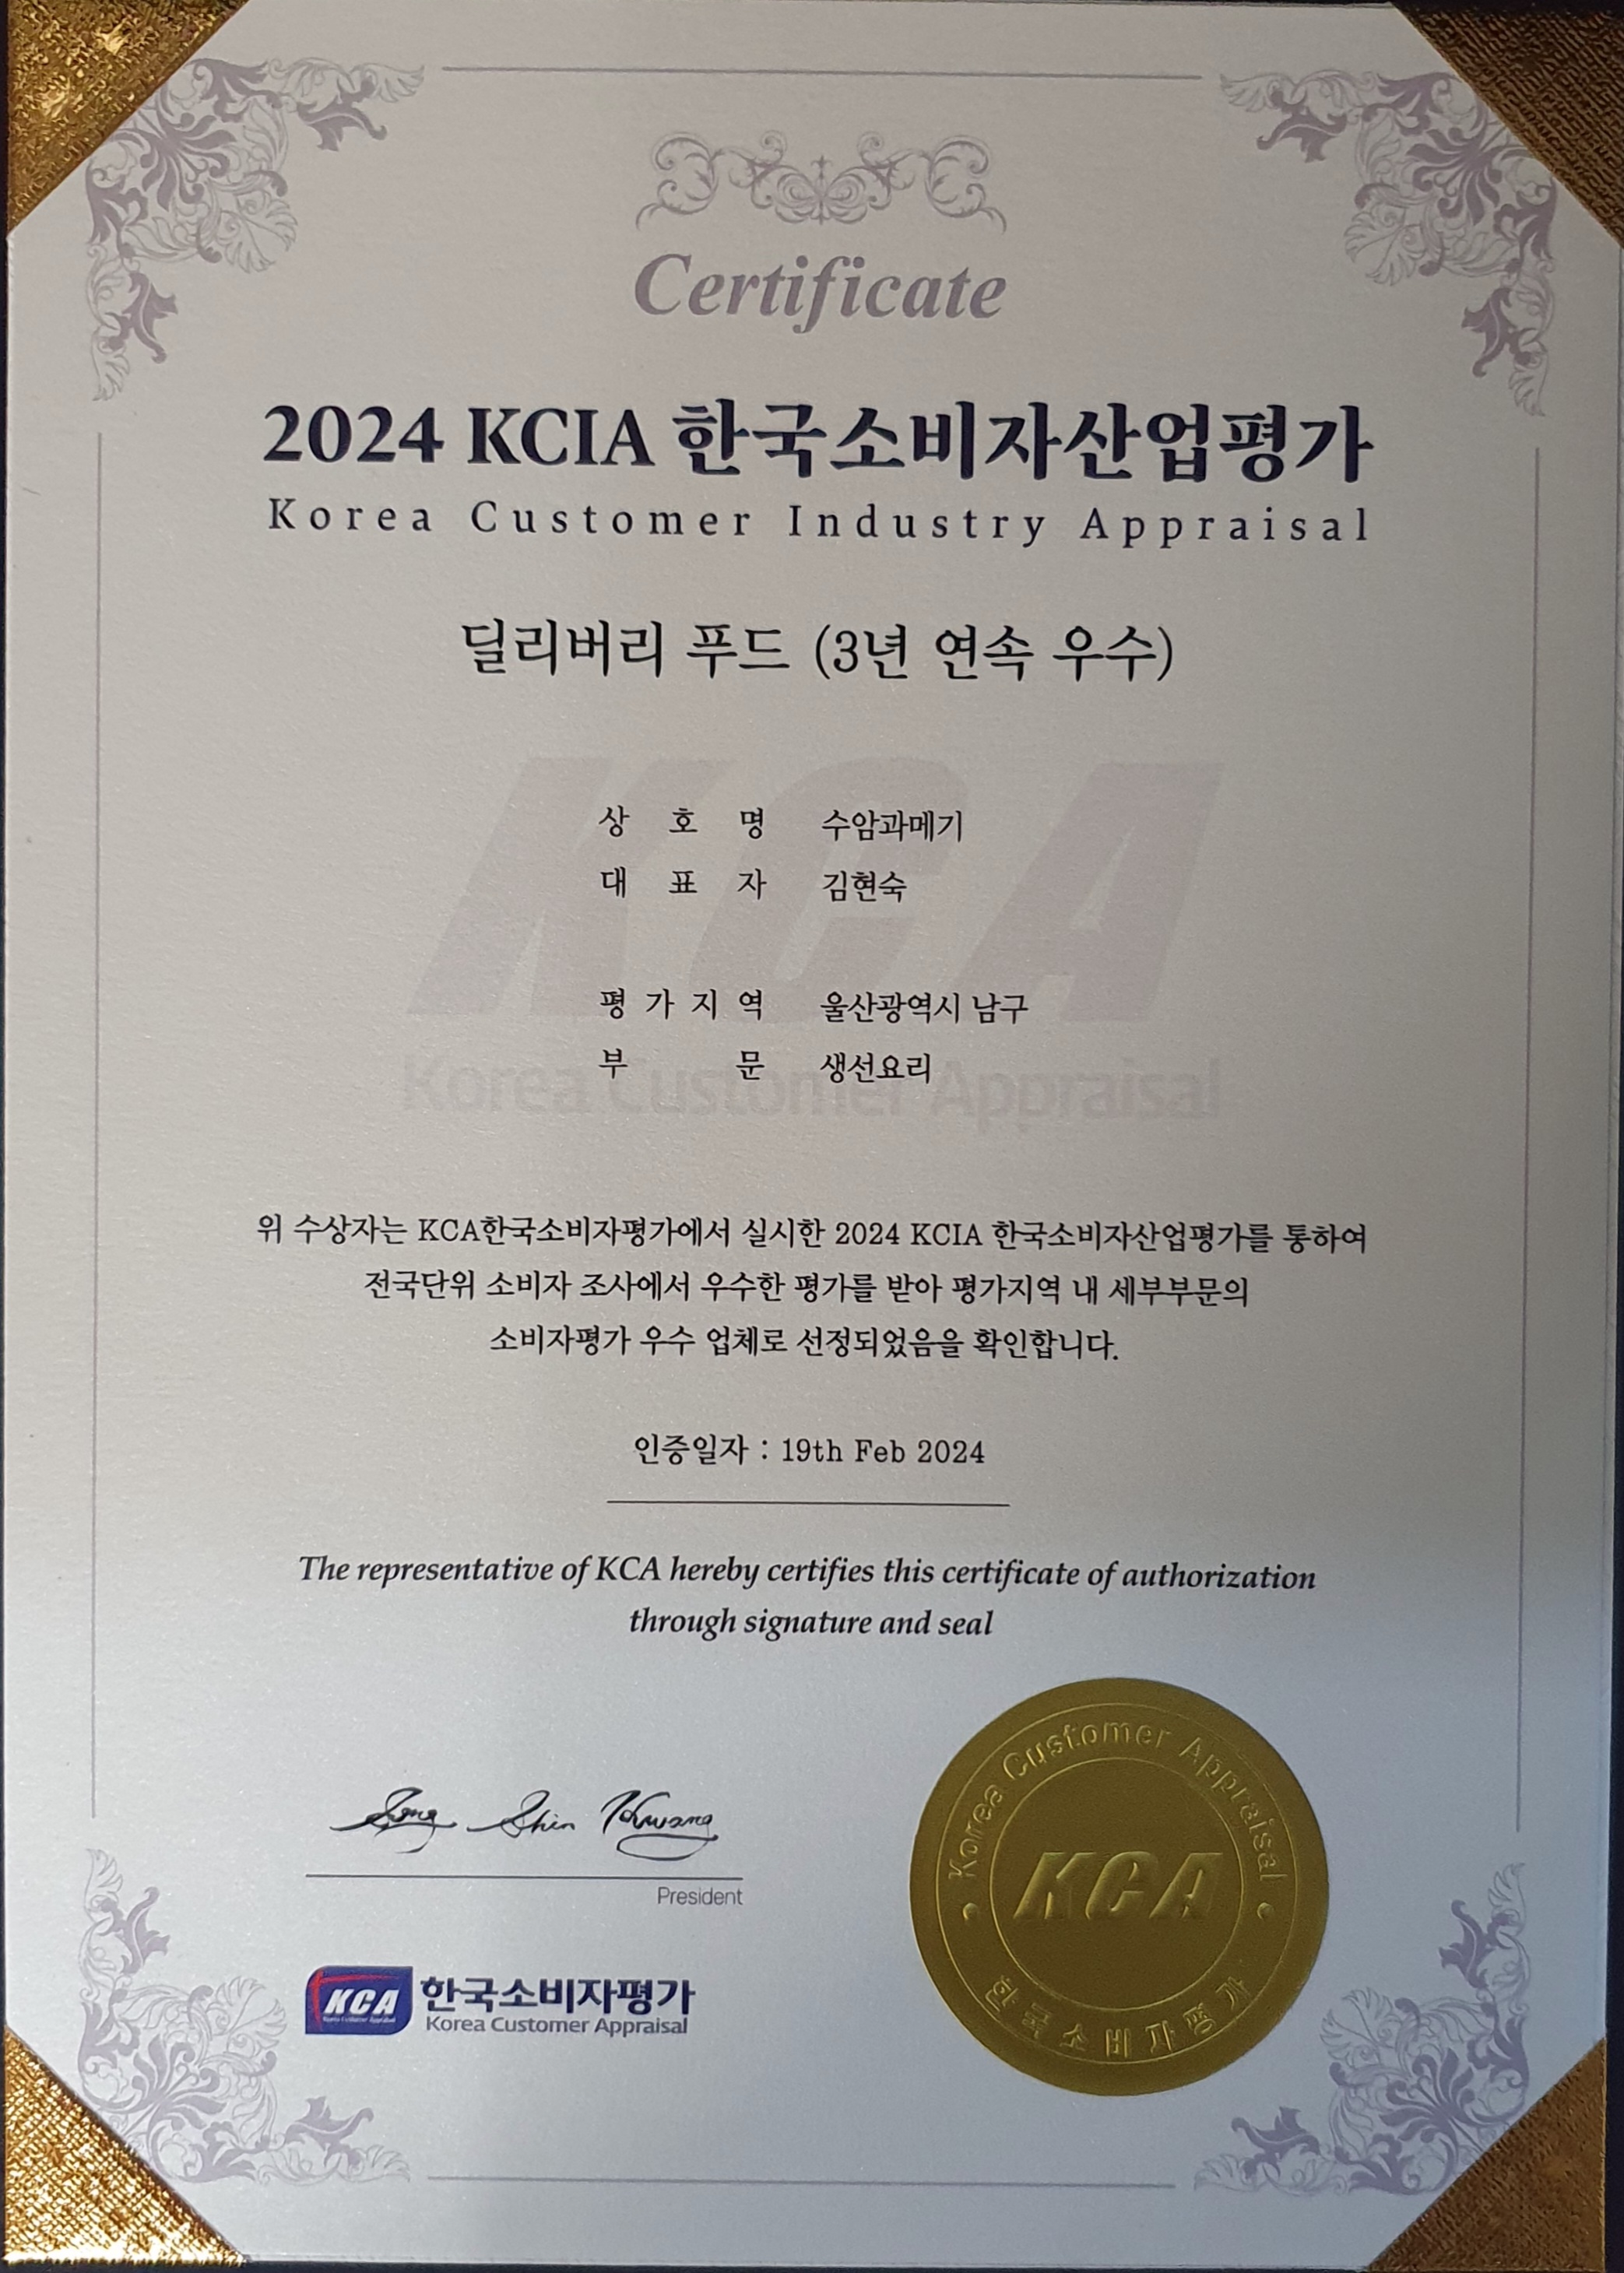 Certificate
2024 KCIA 한국소비자산업평가
Korea Customer Industry Appraisal
딜리버리 푸드 (3년 연속 우수)
KCA
Korea Customer Appraisal
상 호 명 수암과메기
대 표 자 김현숙
평 가 지 역 울산광역시 남구
부 문 생선요리
위 수상자는 KCA한국소비자평가에서 실시한 2024 KCIA 한국소비자산업평가를 통하여
전국단위 소비자 조사에서 우수한 평가를 받아 평가지역 내 세부부문의
소비자평가 우수 업체로 선정되었음을 확인합니다.
인증일자 : 19th Feb 2024
The representative of KCA hereby certifies this certificate of authorization
through signature and seal
Shin
President
KCA 한국소비자평가
Korea Customer Appraisal
Korea Customer Appraisal
KCA
한국소비자평가